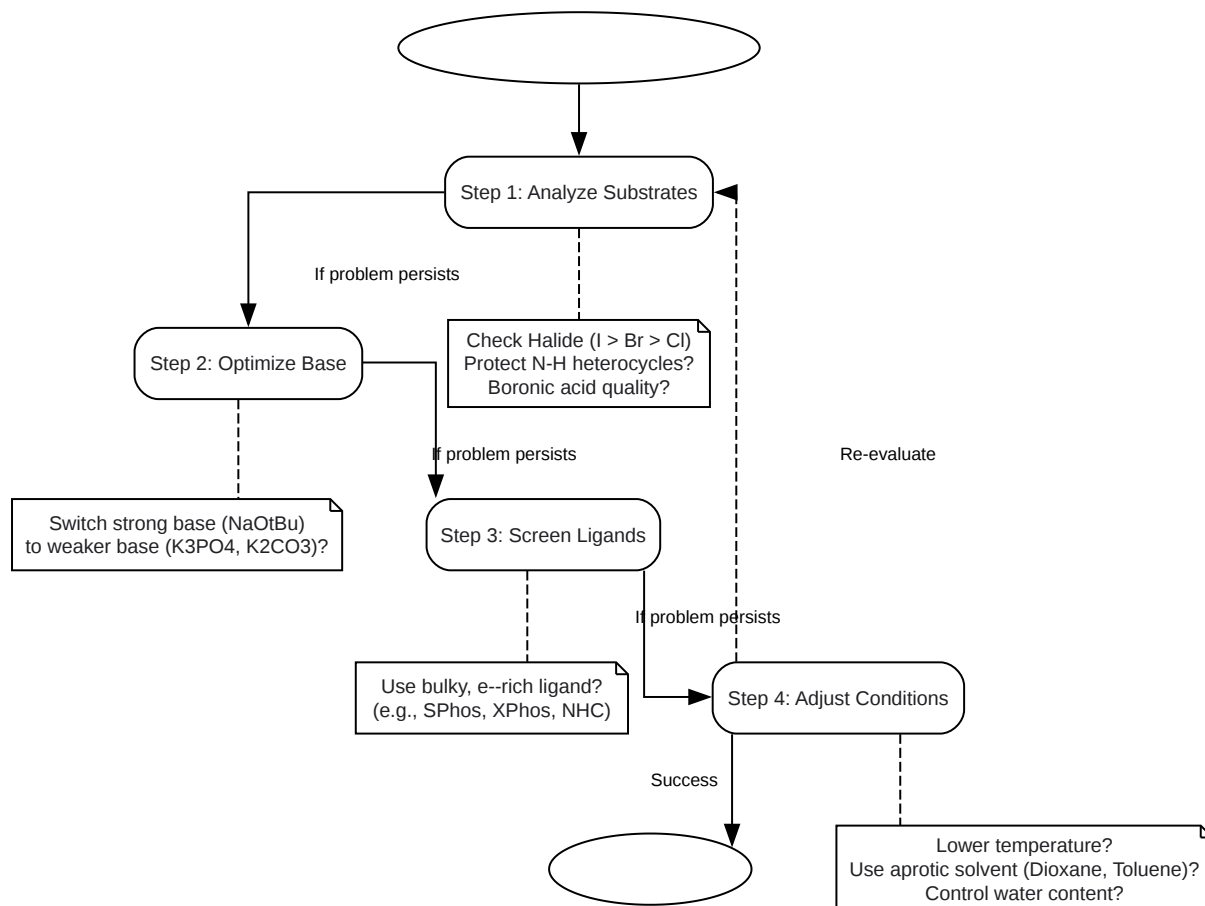 Step 1: Analyze Substrates
If problem persists
Check Halide (I > Br > Cl)
Protect N-H heterocycles?
Boronic acid quality?
Step 2: Optimize Base
If problem persists
Re-evaluate
Switch strong base (NaOtBu)
to weaker base (K3PO4, K2CO3)?
Step 3: Screen Ligands
If problem persists
Use bulky, e--rich ligand?
(e.g., SPhos, XPhos, NHC)
Step 4: Adjust Conditions
Success
Lower temperature?
Use aprotic solvent (Dioxane, Toluene)?
Control water content?